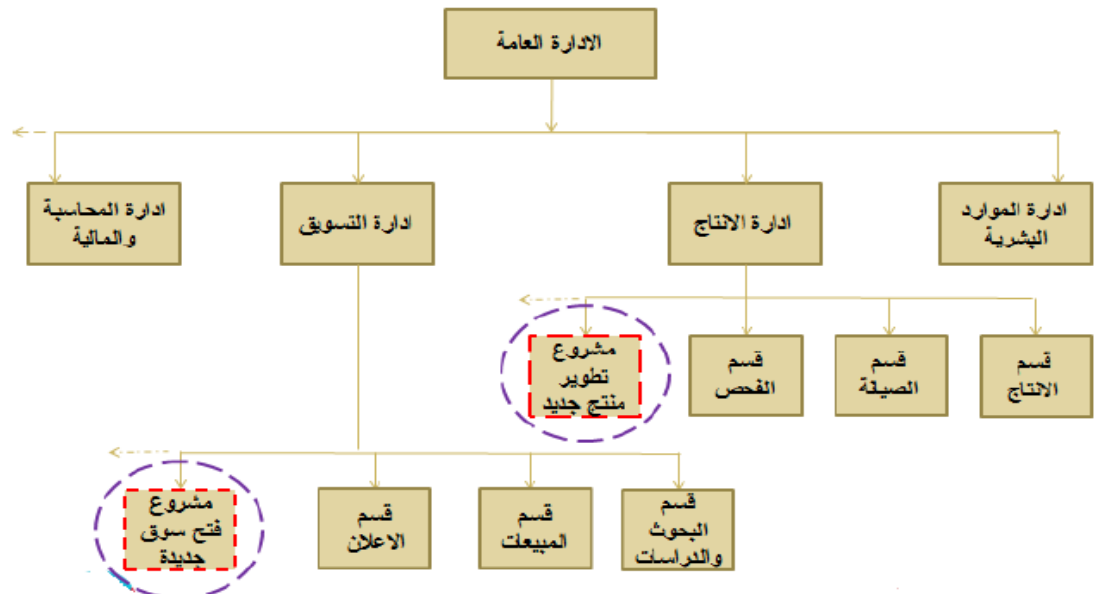 الادارة العامة
ادارة الموارد
البشرية
ادارة الانتاج
ادارة التسويق
ادارة المحاسبة
والمالية
قسم
الانتاج
قسم
الصيانة
قسم
الفحص
مشروع
تطوير
منتج جديد
قسم
البحوث
والدراسات
قسم
المبيعات
قسم
الاعلان
مشروع
فتح سوق
جديدة